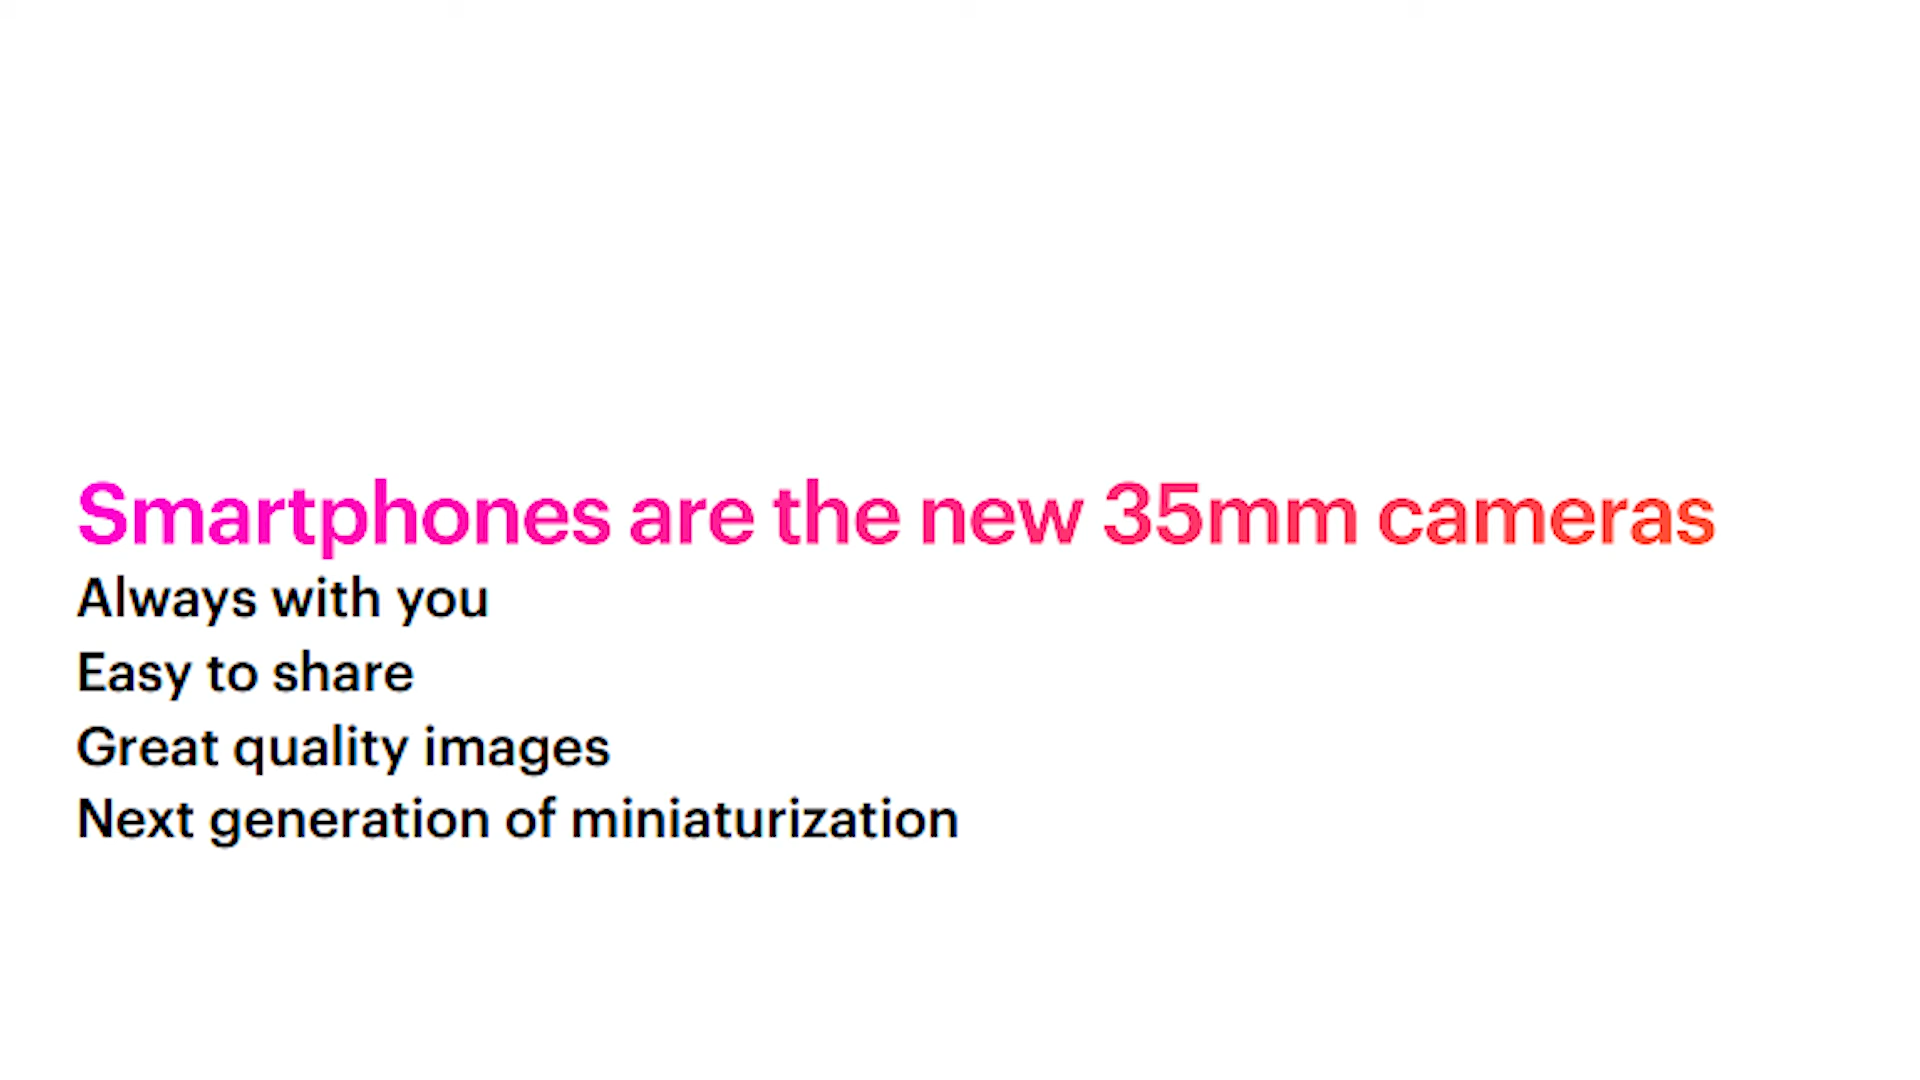 Smartphones are the new 35mm cameras
Always with you
Easy to share
Great quality images
Next generation of miniaturization